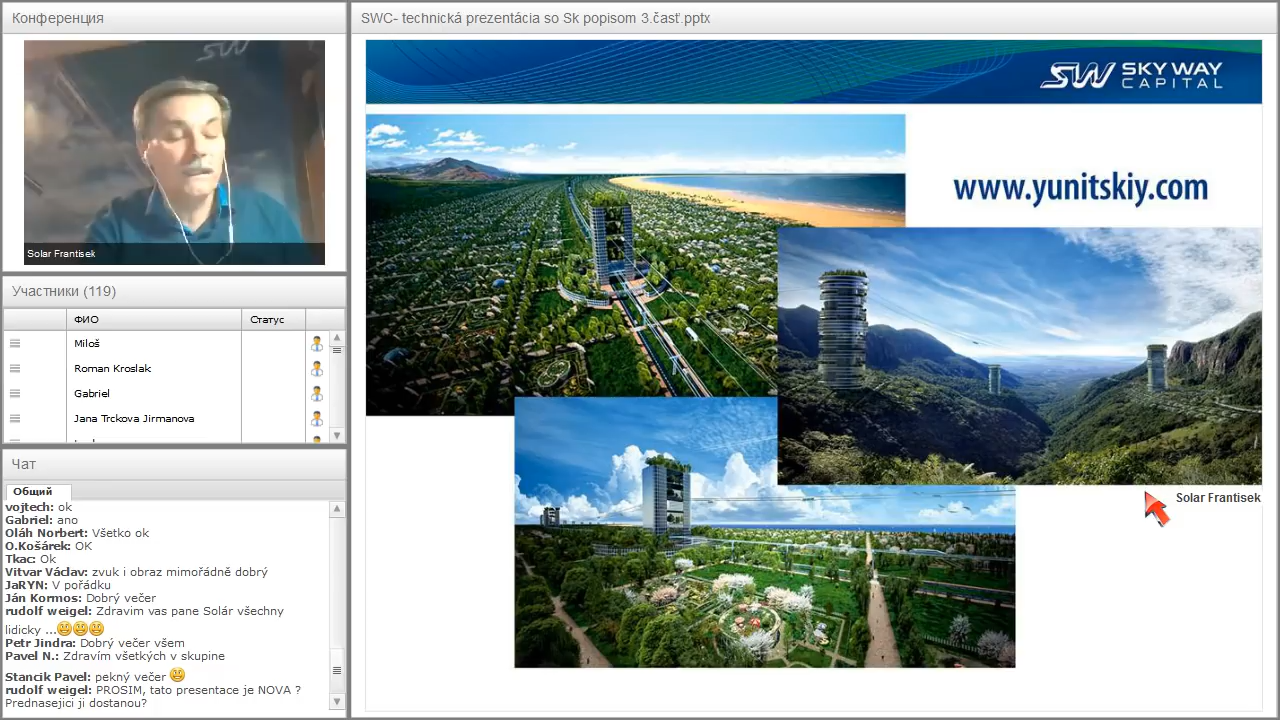 Конференция
SW
Solar Frantisek
Участники (119)
ФИО
Статус
Miloš
Roman Kroslak
Gabriel
Jana Trckova Jirmanova
Чат
Общий
vojtech: ok
Gabriel: ano
Oláh Norbert: Všetko ok
O.Košárek: OK
Tkac: Ok
Vitvar Václav: zvuk i obraz mimořádně dobrý
JaRYN: V pořádku
Ján Kormos: Dobrý večer
rudolf weigel: Zdravim vas pane Solár všechny
lidicky ...
Petr Jindra: Dobrý večer všem
Pavel N.: Zdravím všetkých v skupine
Stancik Pavel: pekný večer
rudolf weigel: PROSIM, tato presentace je NOVA ?
Prednasejici ji dostanou?
SWC- technická prezentácia so Sk popisom 3.časť.pptx
SW SKY WAY
CAPITAL
www.yunitskiy.com
Solar Frantisek